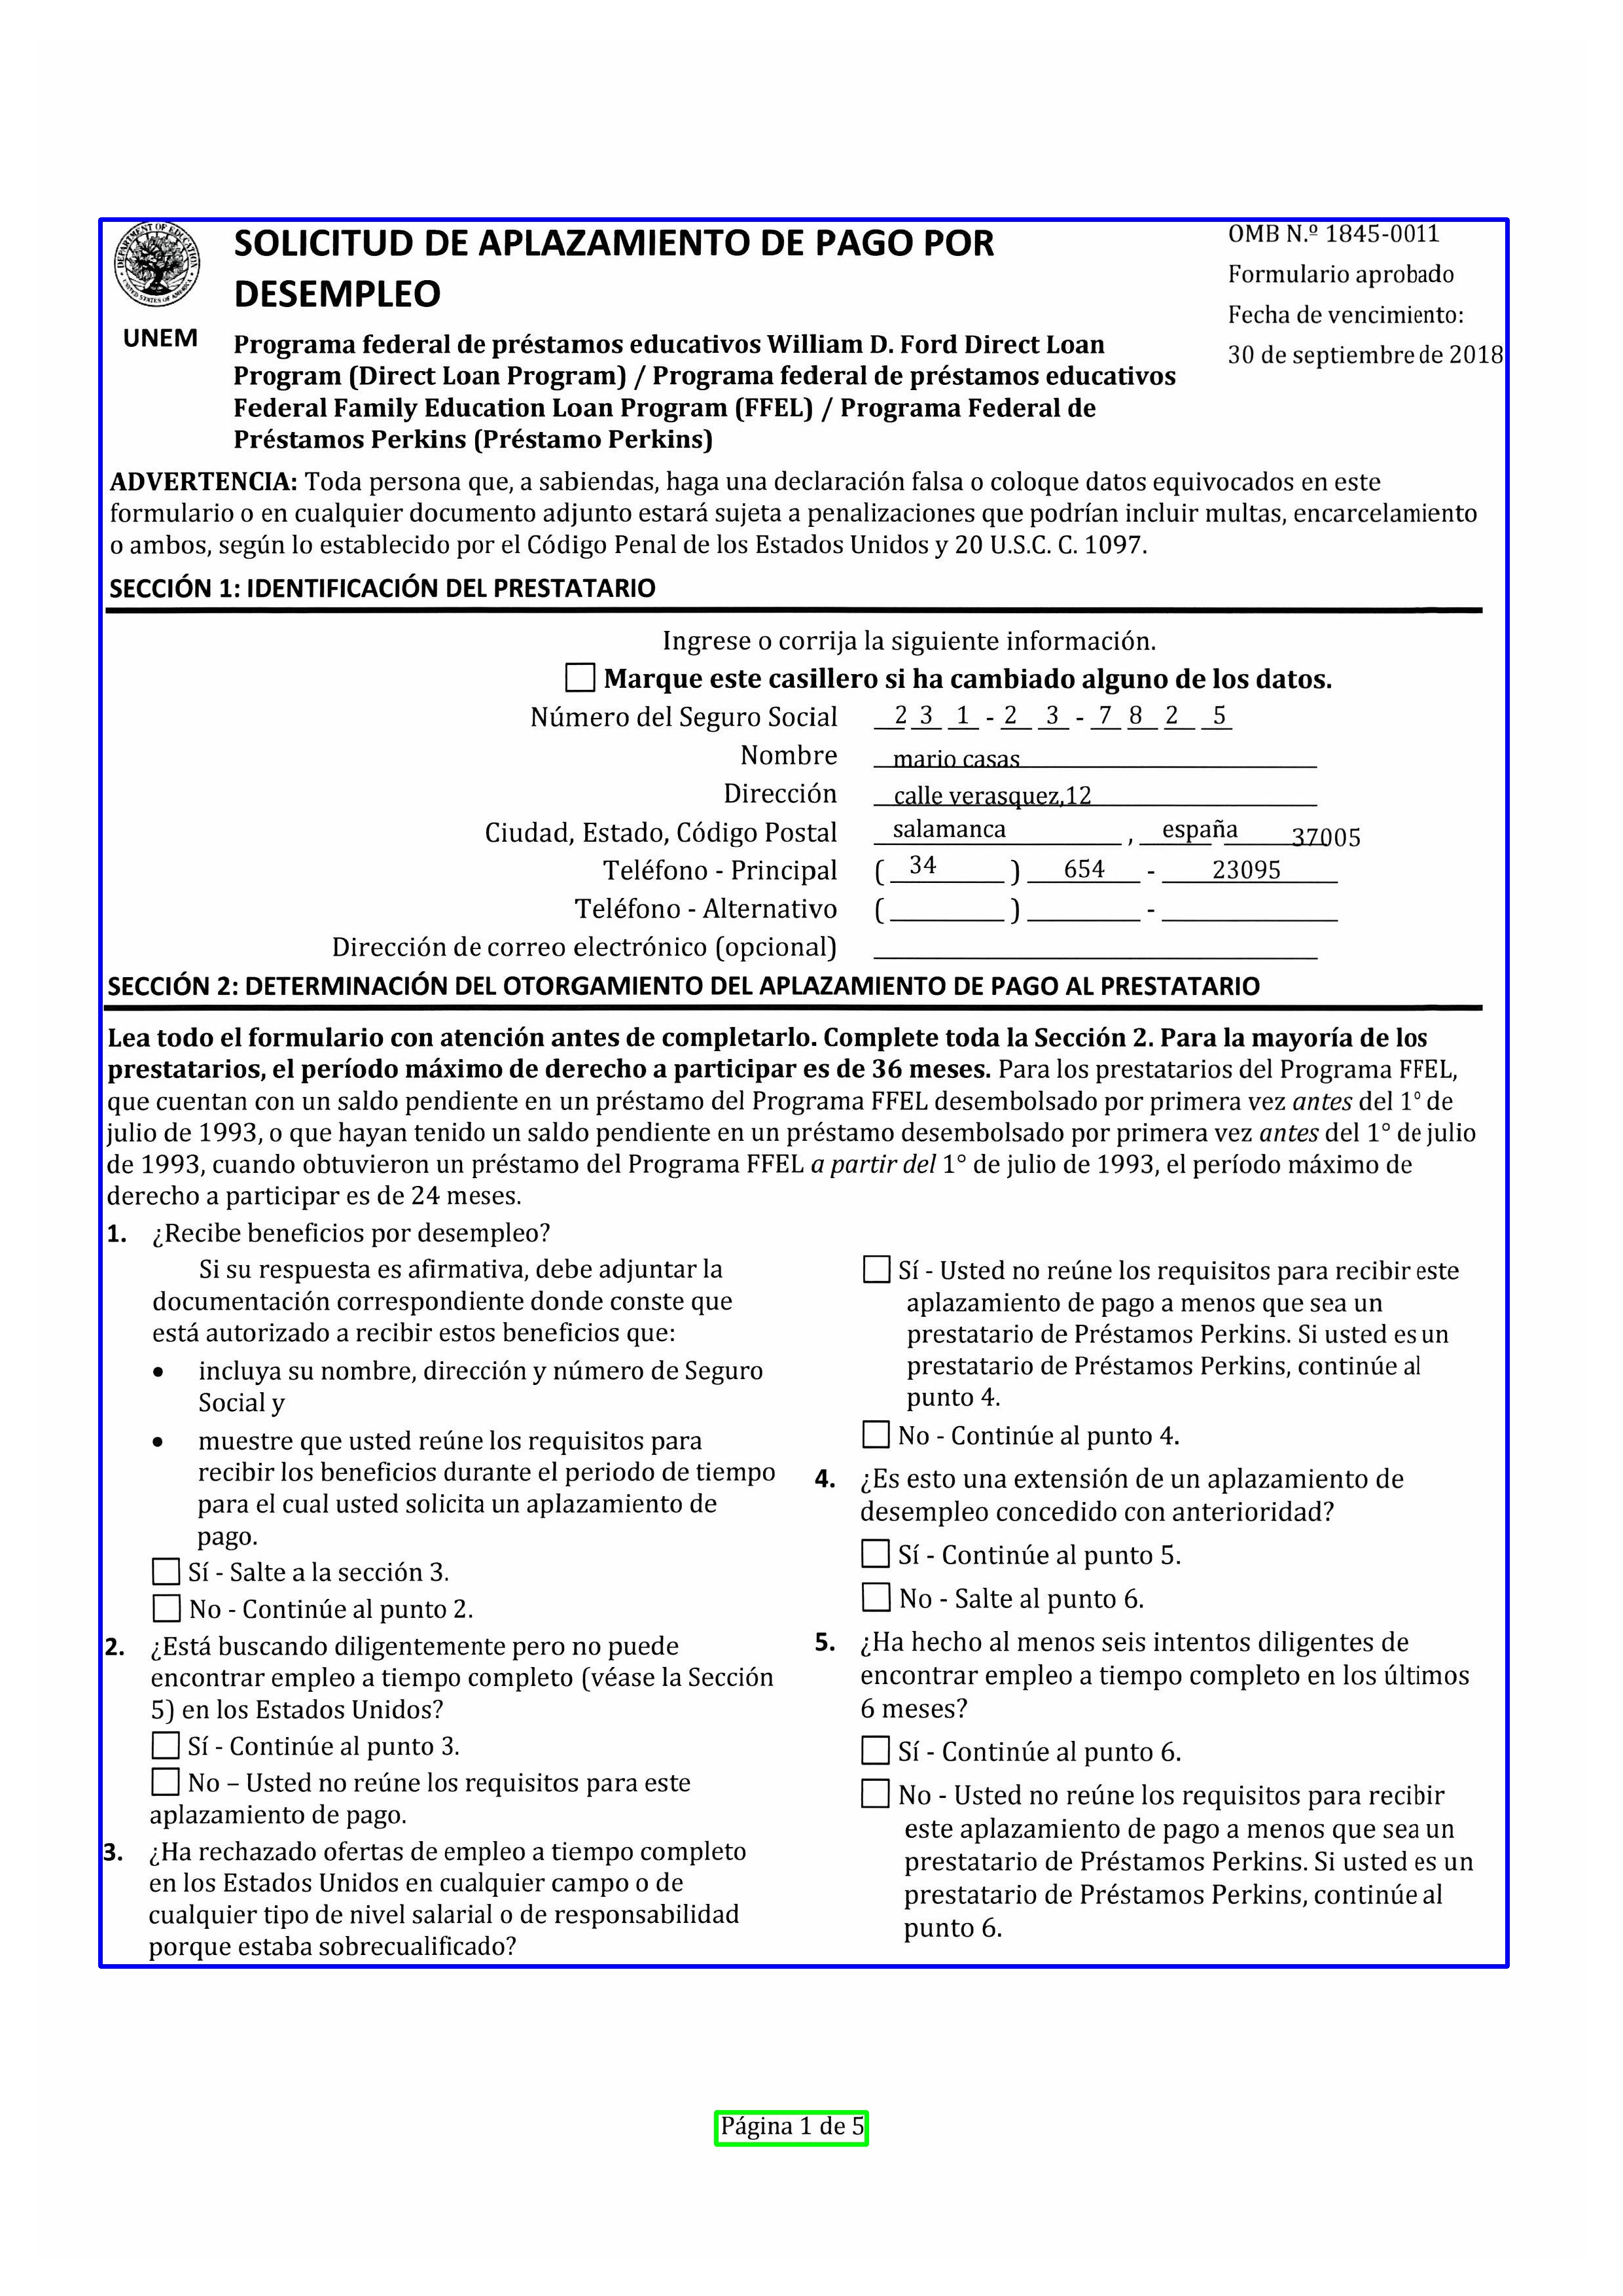 SOLICITUD DE APLAZAMIENTO DE PAGO POR
DESEMPLEO
UNEM
Programa federal de préstamos educativos William D. Ford Direct Loan
Program (Direct Loan Program) / Programa federal de préstamos educativos
Federal Family Education Loan Program (FFEL) / Programa Federal de
Préstamos Perkins (Préstamo Perkins)
OMB N.º 1845-0011
Formulario aprobado
Fecha de vencimiento:
30 de septiembre de 2018
ADVERTENCIA: Toda persona que, a sabiendas, haga una declaración falsa o coloque datos equivocados en este
formulario o en cualquier documento adjunto estará sujeta a penalizaciones que podrían incluir multas, encarcelamiento
o ambos, según lo establecido por el Código Penal de los Estados Unidos y 20 U.S.C. C. 1097.
SECCIÓN 1: IDENTIFICACIÓN DEL PRESTATARIO
Ingrese o corrija la siguiente información.
Marque este casillero si ha cambiado alguno de los datos.
Número del Seguro Social 2 3 1 - 2 3 - 7 8 2 5
Nombre mario casas
Dirección calle verasquez,12
Ciudad, Estado, Código Postal salamanca , españa 37005
Teléfono - Principal ( 34 ) 654 - 23095
Teléfono - Alternativo ( ) -
Dirección de correo electrónico (opcional)
SECCIÓN 2: DETERMINACIÓN DEL OTORGAMIENTO DEL APLAZAMIENTO DE PAGO AL PRESTATARIO
Lea todo el formulario con atención antes de completarlo. Complete toda la Sección 2. Para la mayoría de los
prestatarios, el período máximo de derecho a participar es de 36 meses. Para los prestatarios del Programa FFEL,
que cuentan con un saldo pendiente en un préstamo del Programa FFEL desembolsado por primera vez antes del 1º de
julio de 1993, o que hayan tenido un saldo pendiente en un préstamo desembolsado por primera vez antes del 1° de julio
de 1993, cuando obtuvieron un préstamo del Programa FFEL a partir del 1° de julio de 1993, el período máximo de
derecho a participar es de 24 meses.
1. ¿Recibe beneficios por desempleo?
Si su respuesta es afirmativa, debe adjuntar la
documentación correspondiente donde conste que
está autorizado a recibir estos beneficios que:
• incluya su nombre, dirección y número de Seguro
Social y
• muestre que usted reúne los requisitos para
recibir los beneficios durante el periodo de tiempo
para el cual usted solicita un aplazamiento de
pago.
Sí - Salte a la sección 3.
No - Continúe al punto 2.
2. ¿Está buscando diligentemente pero no puede
encontrar empleo a tiempo completo (véase la Sección
5) en los Estados Unidos?
Sí - Continúe al punto 3.
No – Usted no reúne los requisitos para este
aplazamiento de pago.
3. ¿Ha rechazado ofertas de empleo a tiempo completo
en los Estados Unidos en cualquier campo o de
cualquier tipo de nivel salarial o de responsabilidad
porque estaba sobrecualificado?
Sí - Usted no reúne los requisitos para recibir este
aplazamiento de pago a menos que sea un
prestatario de Préstamos Perkins. Si usted es un
prestatario de Préstamos Perkins, continúe al
punto 4.
No - Continúe al punto 4.
4. ¿Es esto una extensión de un aplazamiento de
desempleo concedido con anterioridad?
Sí - Continúe al punto 5.
No - Salte al punto 6.
5. ¿Ha hecho al menos seis intentos diligentes de
encontrar empleo a tiempo completo en los últimos
6 meses?
Sí - Continúe al punto 6.
No - Usted no reúne los requisitos para recibir
este aplazamiento de pago a menos que sea un
prestatario de Préstamos Perkins. Si usted es un
prestatario de Préstamos Perkins, continúe al
punto 6.
Página 1 de 5